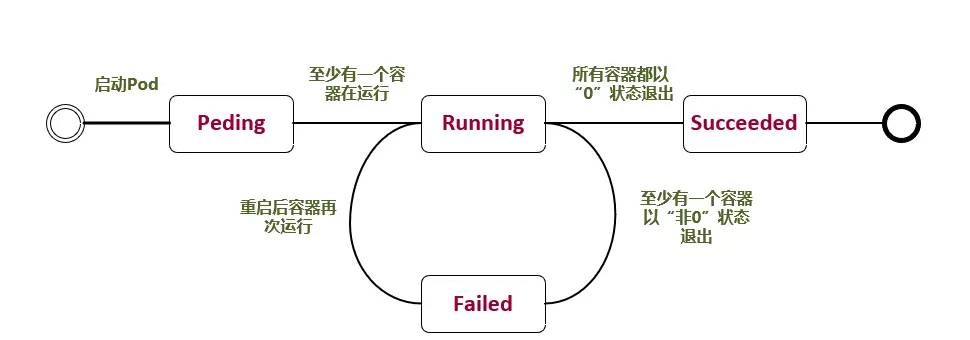 启动Pod
至少有一个容
器在运行
所有容器都以
“0”状态退出
Peding
Running
Succeeded
重启后容器再
次运行
至少有一个容器
以“非0”状态
退出
Failed